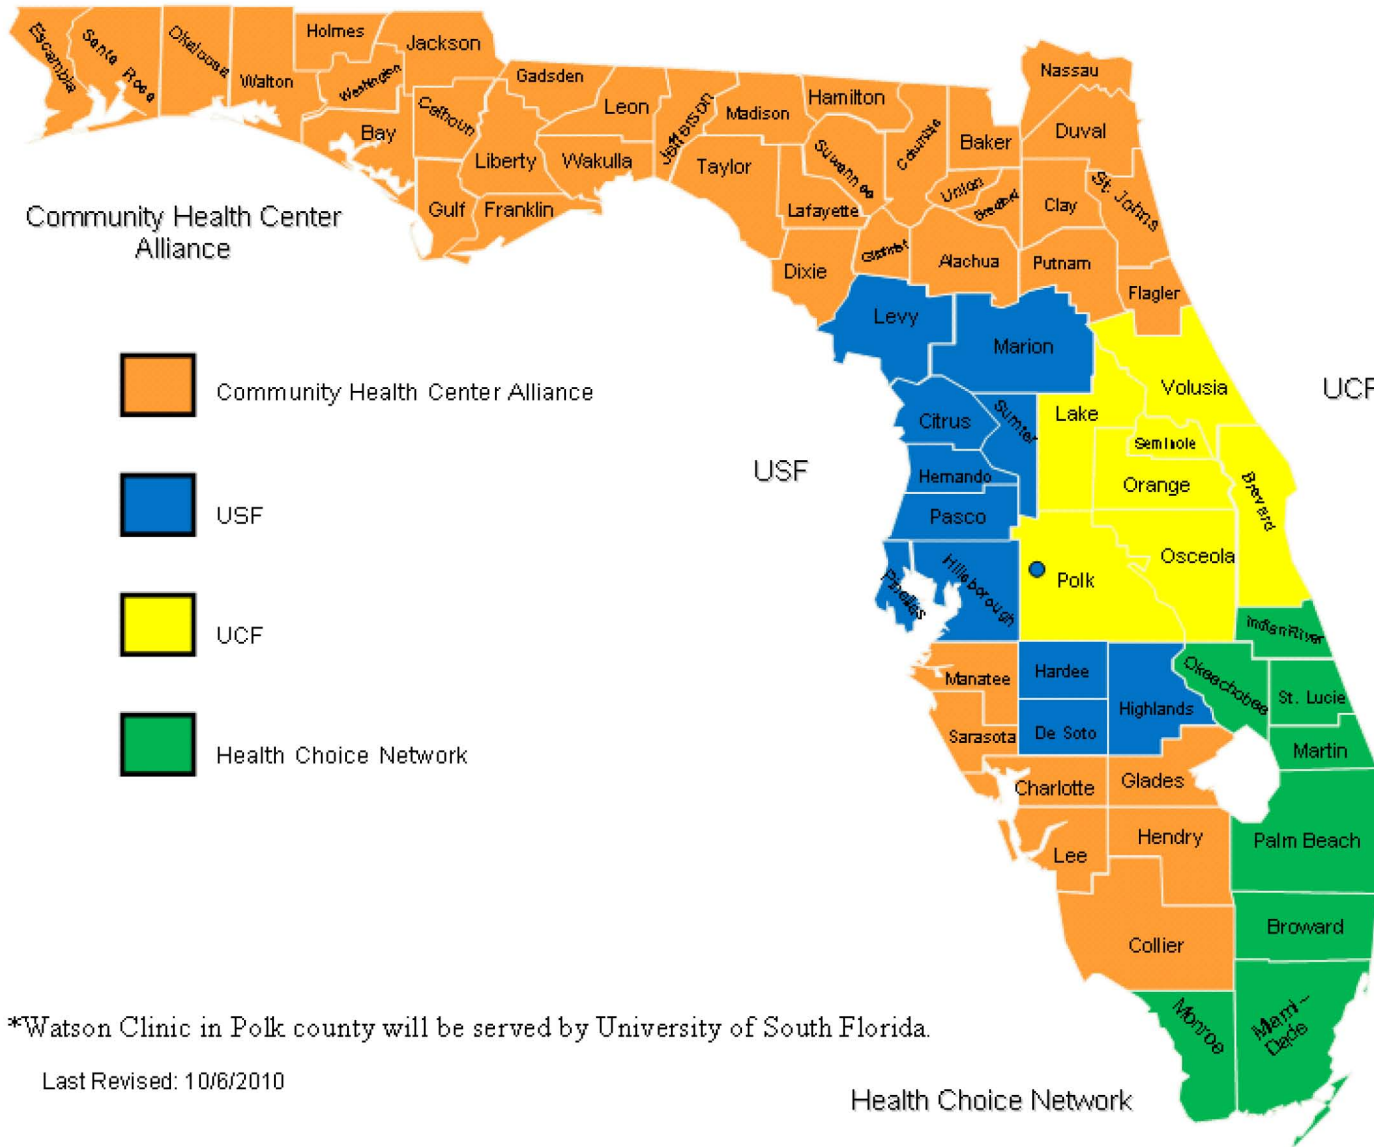 Escambia
Santa Rosa
Okaloosa
Walton
Holmes
Washington
Jackson
Bay
Calhoun
Gulf
Liberty
Franklin
Gadsden
Leon
Wakulla
Jefferson
Madison
Taylor
Hamilton
Suwannee
Lafayette
Dixie
Columbia
Gilchrist
Baker
Union
Bradford
Alachua
Nassau
Duval
Clay
St. Johns
Putnam
Flagler
Community Health Center
Alliance
Levy
Marion
Community Health Center Alliance
Citrus
Sumter
Lake
Volusia
UCF
Seminole
USF
Hernando
Orange
Brevard
USF
Pasco
Osceola
Pinellas
Hillsborough
Polk
UCF
Indian River
Manatee
Hardee
Highlands
Okeechobee
St. Lucie
Sarasota
De Soto
Health Choice Network
Martin
Charlotte
Glades
Lee
Hendry
Palm Beach
Collier
Broward
Monroe
Miami-
Dade
*Watson Clinic in Polk county will be served by University of South Florida.
Last Revised: 10/6/2010
Health Choice Network